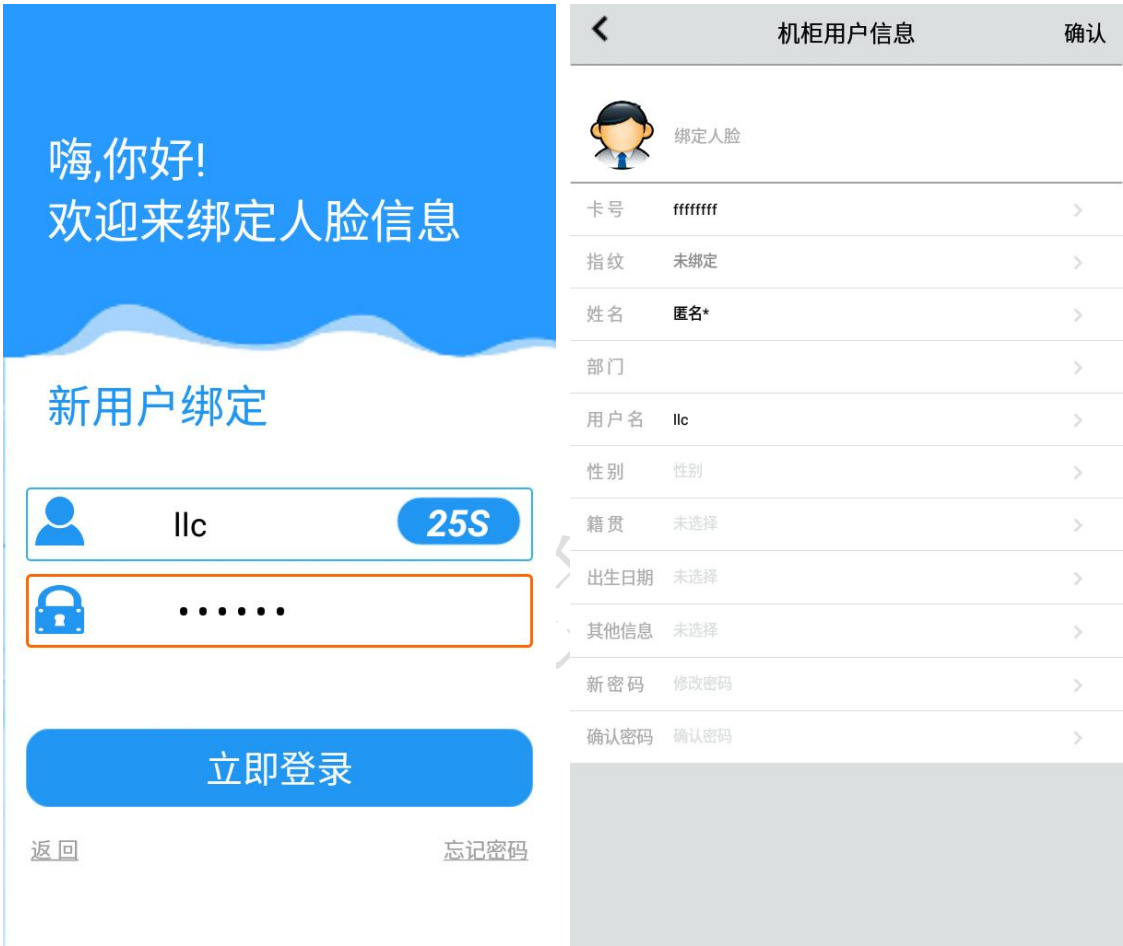 嗨,你好!
欢迎来绑定人脸信息
新用户绑定
llc 25S
••••••
立即登录
返回 忘记密码
机柜用户信息 确认
绑定人脸
卡号 ffffffff
指纹 未绑定
姓名 匿名*
部门
用户名 llc
性别 性别
籍贯 未选择
出生日期 未选择
其他信息 未选择
新密码 修改密码
确认密码 确认密码